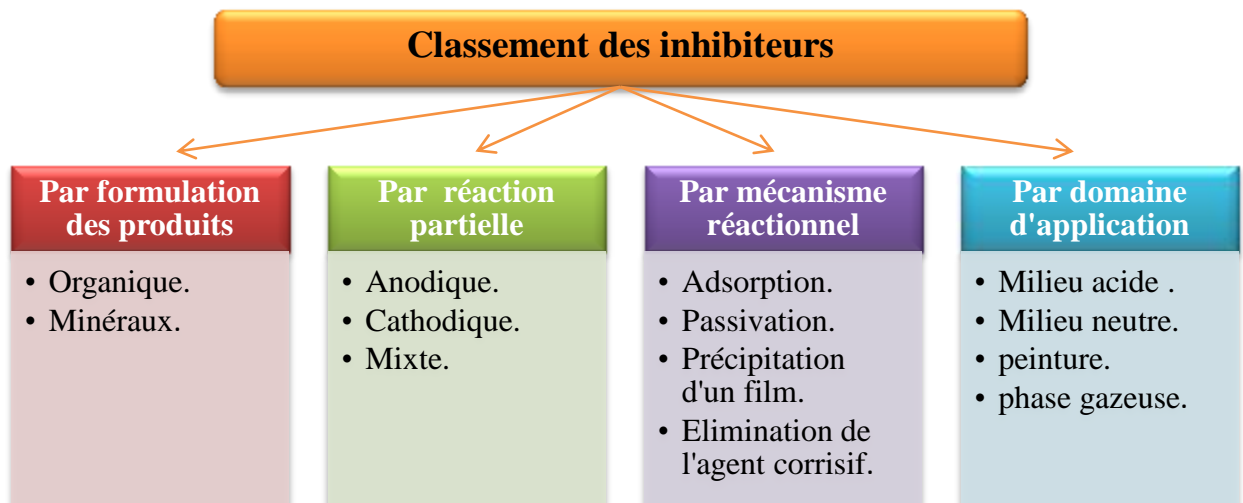 Classement des inhibiteurs
Par formulation
des produits
• Organique.
• Minéraux.
Par réaction
partielle
• Anodique.
• Cathodique.
• Mixte.
Par mécanisme
réactionnel
• Adsorption.
• Passivation.
• Précipitation
d'un film.
• Elimination de
l'agent corrisif.
Par domaine
d'application
• Milieu acide .
• Milieu neutre.
• peinture.
• phase gazeuse.